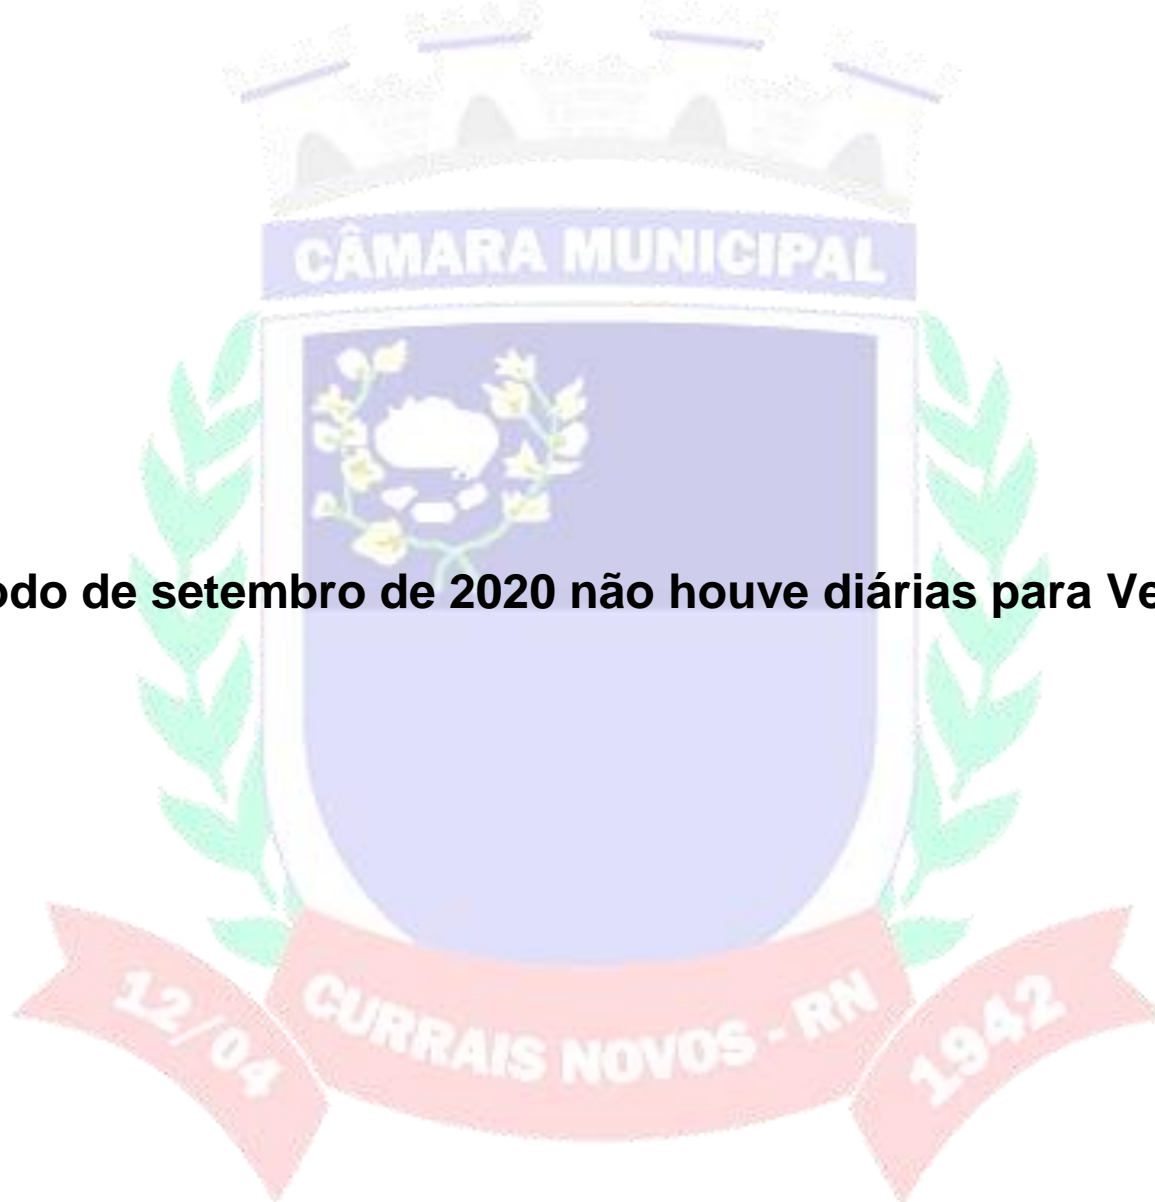 CÂMARA MUNICIPAL
odo de setembro de 2020 não houve diárias para Ve
12/04
CURRAIS NOVOS - RN
1942